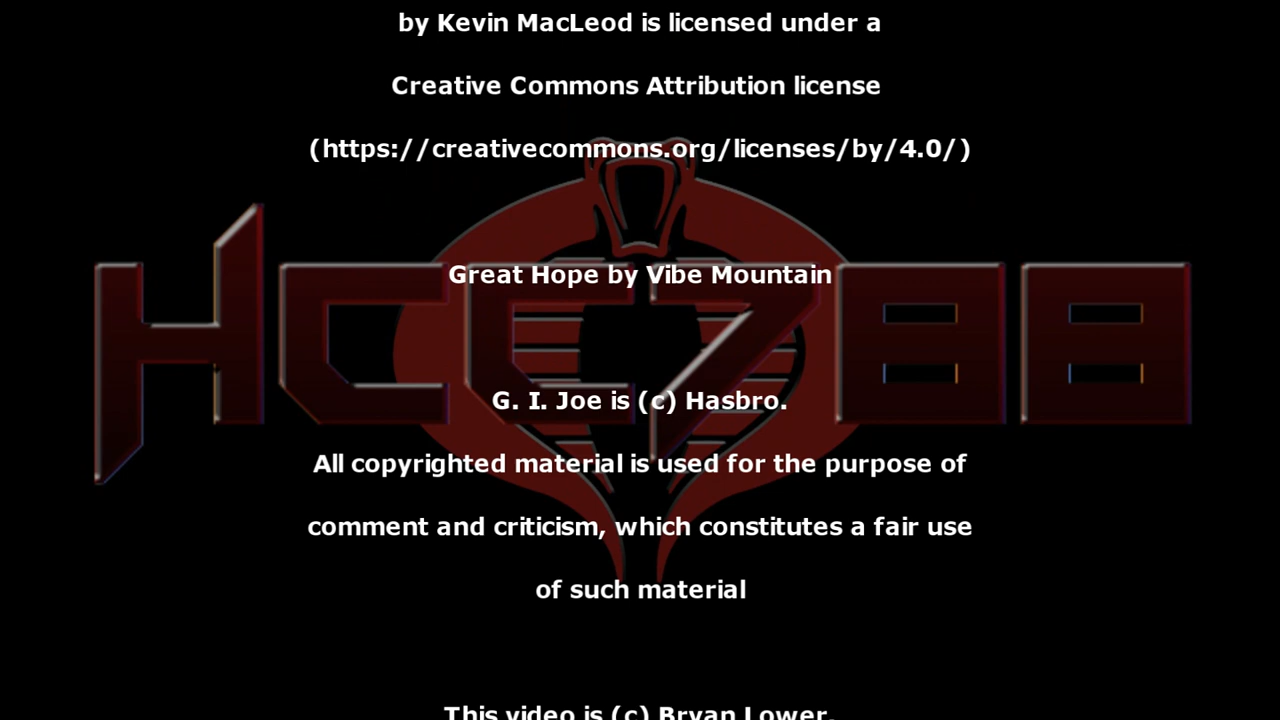 by Kevin MacLeod is licensed under a
Creative Commons Attribution license
(https://creativecommons.org/licenses/by/4.0/)
Great Hope by Vibe Mountain
HCC788
G. I. Joe is (c) Hasbro.
All copyrighted material is used for the purpose of
comment and criticism, which constitutes a fair use
of such material
This video is (c) Bryan Lower.